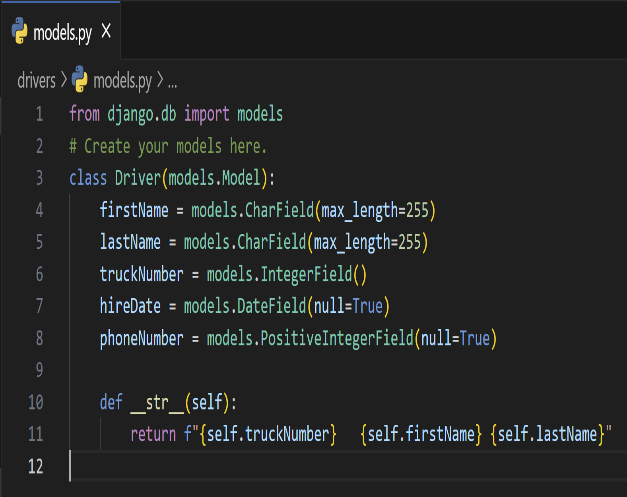 models.py X
drivers > models.py > ...
1 from django.db import models
2 # Create your models here.
3 class Driver(models.Model):
4     firstName = models.CharField(max_length=255)
5     lastName = models.CharField(max_length=255)
6     truckNumber = models.IntegerField()
7     hireDate = models.DateField(null=True)
8     phoneNumber = models.PositiveIntegerField(null=True)
9
10     def __str__(self):
11         return f"{self.truckNumber}   {self.firstName} {self.lastName}"
12